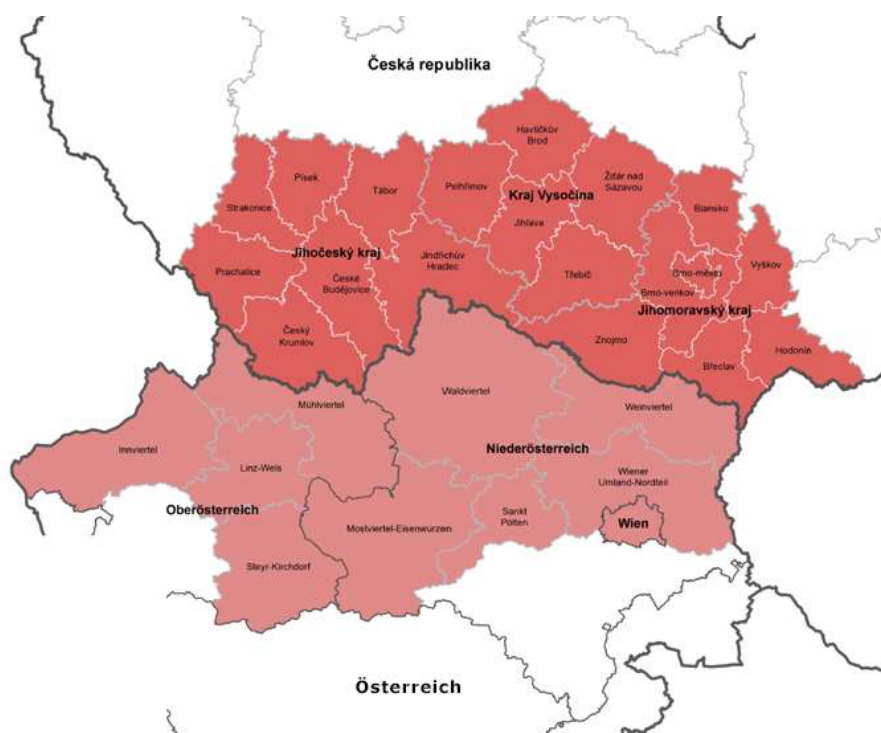 Česká republika
Havlíčkův
Brod
Písek
Žďár nad
Sázavou
Tábor
Pelhřimov
Kraj Vysočina
Strakonice
Blansko
Jihlava
Jihočeský kraj
Jindřichův
Hradec
Vyškov
Prachatice
Třebíč
Brno-město
České
Budějovice
Brno-venkov
Jihomoravský kraj
Český
Krumlov
Znojmo
Hodonín
Břeclav
Waldviertel
Mühlviertel
Weinviertel
Innviertel
Niederösterreich
Linz-Wels
Wiener
Umland-Nordteil
Oberösterreich
Sankt
Pölten
Mostviertel-Eisenwurzen
Wien
Steyr-Kirchdorf
Österreich